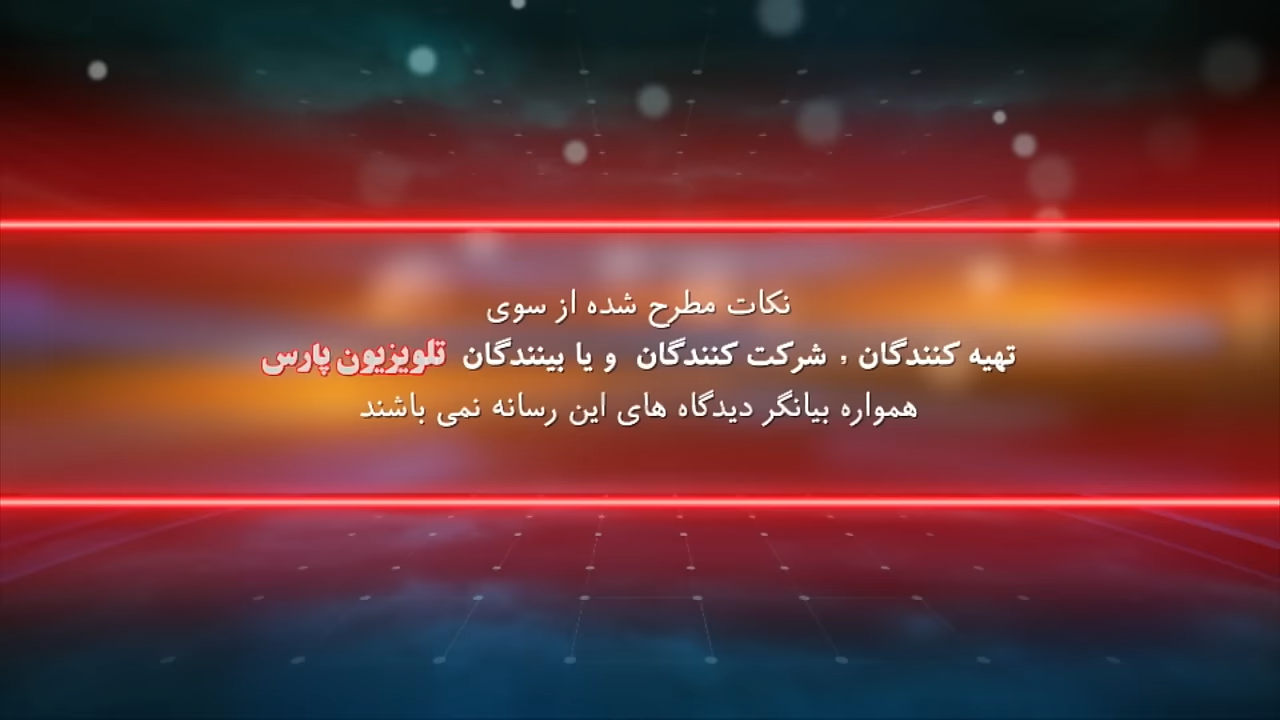 نکات مطرح شده از سوی
تهیه کنندگان ، شرکت کنندگان و یا بینندگان تلویزیون پارس
همواره بیانگر دیدگاه های این رسانه نمی باشند